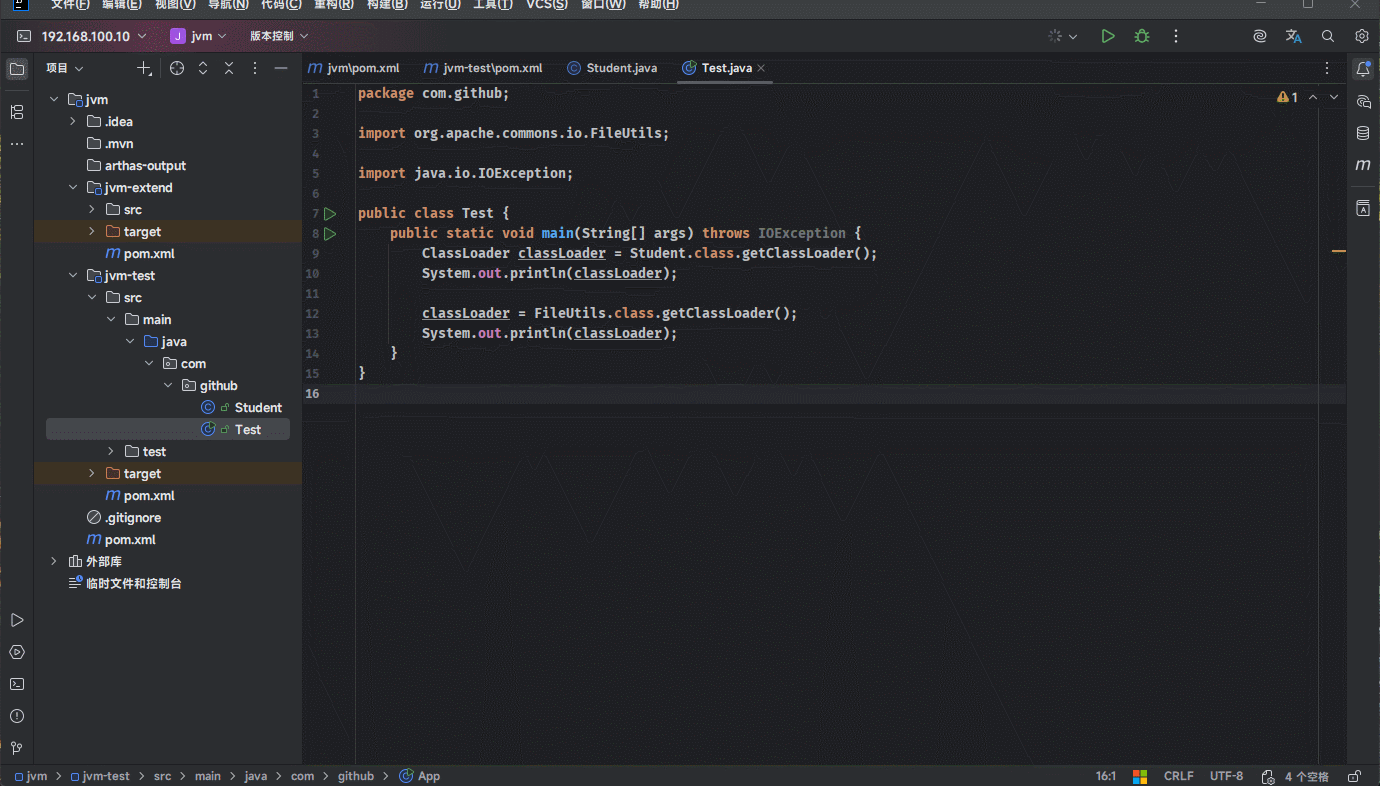 文件(F) 编辑(E) 视图(V) 导航(N) 代码(C) 重构(R) 构建(B) 运行(U) 工具(T) VCS(S) 窗口(W) 帮助(H)
192.168.100.10 J jvm 版本控制
项目
m jvm\pom.xml m jvm-test\pom.xml Student.java Test.java
jvm
.idea
.mvn
arthas-output
jvm-extend
src
target
m pom.xml
jvm-test
src
main
java
com
github
Student
Test
test
target
m pom.xml
.gitignore
m pom.xml
外部库
临时文件和控制台
1 package com.github;
2
3 import org.apache.commons.io.FileUtils;
4
5 import java.io.IOException;
6
7 public class Test {
8 public static void main(String[] args) throws IOException {
9 ClassLoader classLoader = Student.class.getClassLoader();
10 System.out.println(classLoader);
11
12 classLoader = FileUtils.class.getClassLoader();
13 System.out.println(classLoader);
14 }
15 }
16
1
m
jvm > jvm-test > src > main > java > com > github > App
16:1 CRLF UTF-8 4 个空格